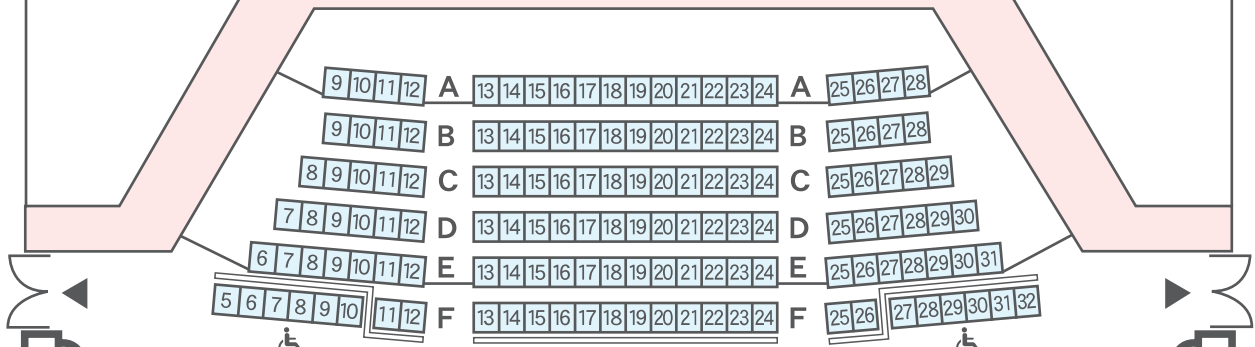 9 10 11 12 A 13 14 15 16 17 18 19 20 21 22 23 24 A 25 26 27 28
9 10 11 12 B 13 14 15 16 17 18 19 20 21 22 23 24 B 25 26 27 28
8 9 10 11 12 C 13 14 15 16 17 18 19 20 21 22 23 24 C 25 26 27 28 29
7 8 9 10 11 12 D 13 14 15 16 17 18 19 20 21 22 23 24 D 25 26 27 28 29 30
6 7 8 9 10 11 12 E 13 14 15 16 17 18 19 20 21 22 23 24 E 25 26 27 28 29 30 31
5 6 7 8 9 10 11 12 F 13 14 15 16 17 18 19 20 21 22 23 24 F 25 26 27 28 29 30 31 32